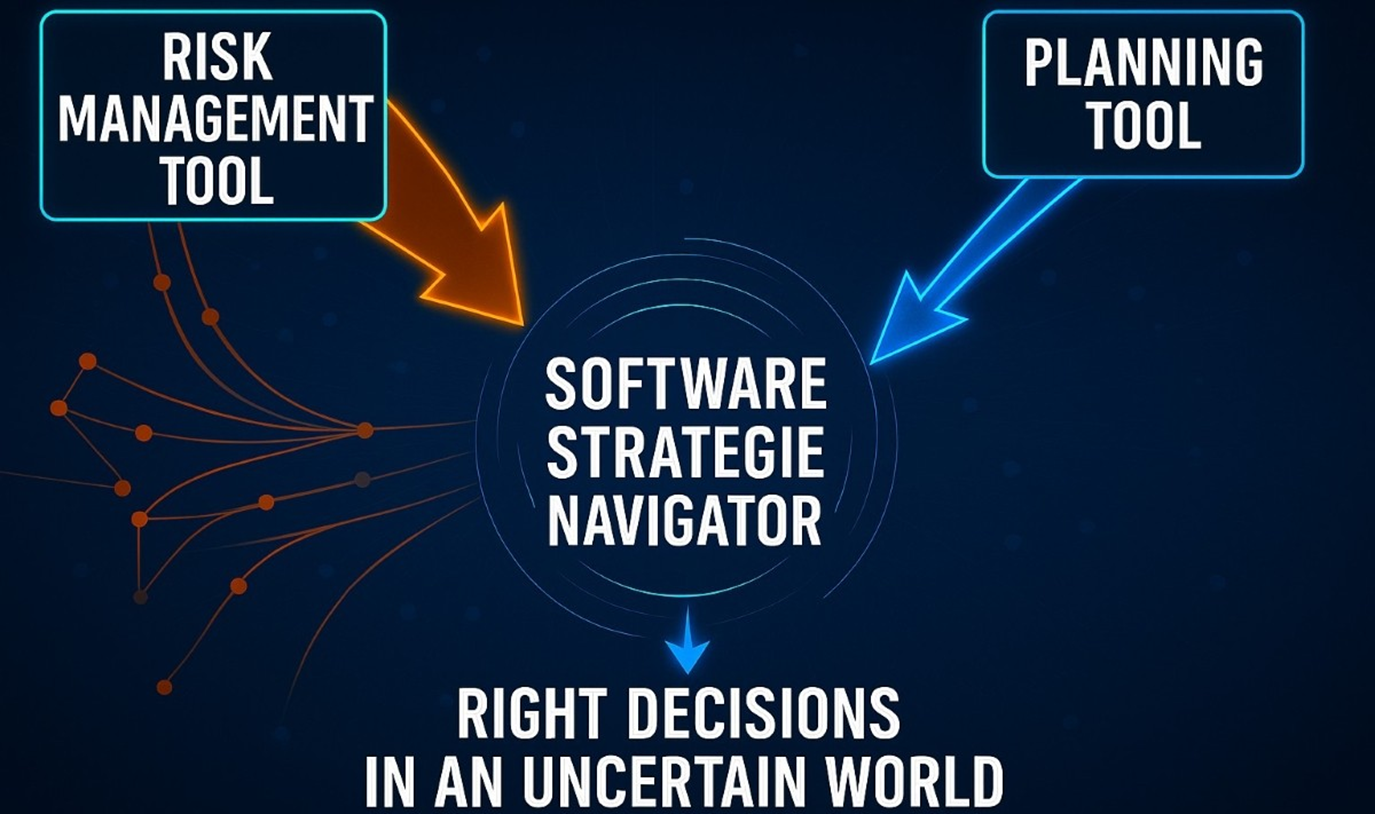 RISK
MANAGEMENT
TOOL
PLANNING
TOOL
SOFTWARE
STRATEGIE
NAVIGATOR
RIGHT DECISIONS
IN AN UNCERTAIN WORLD